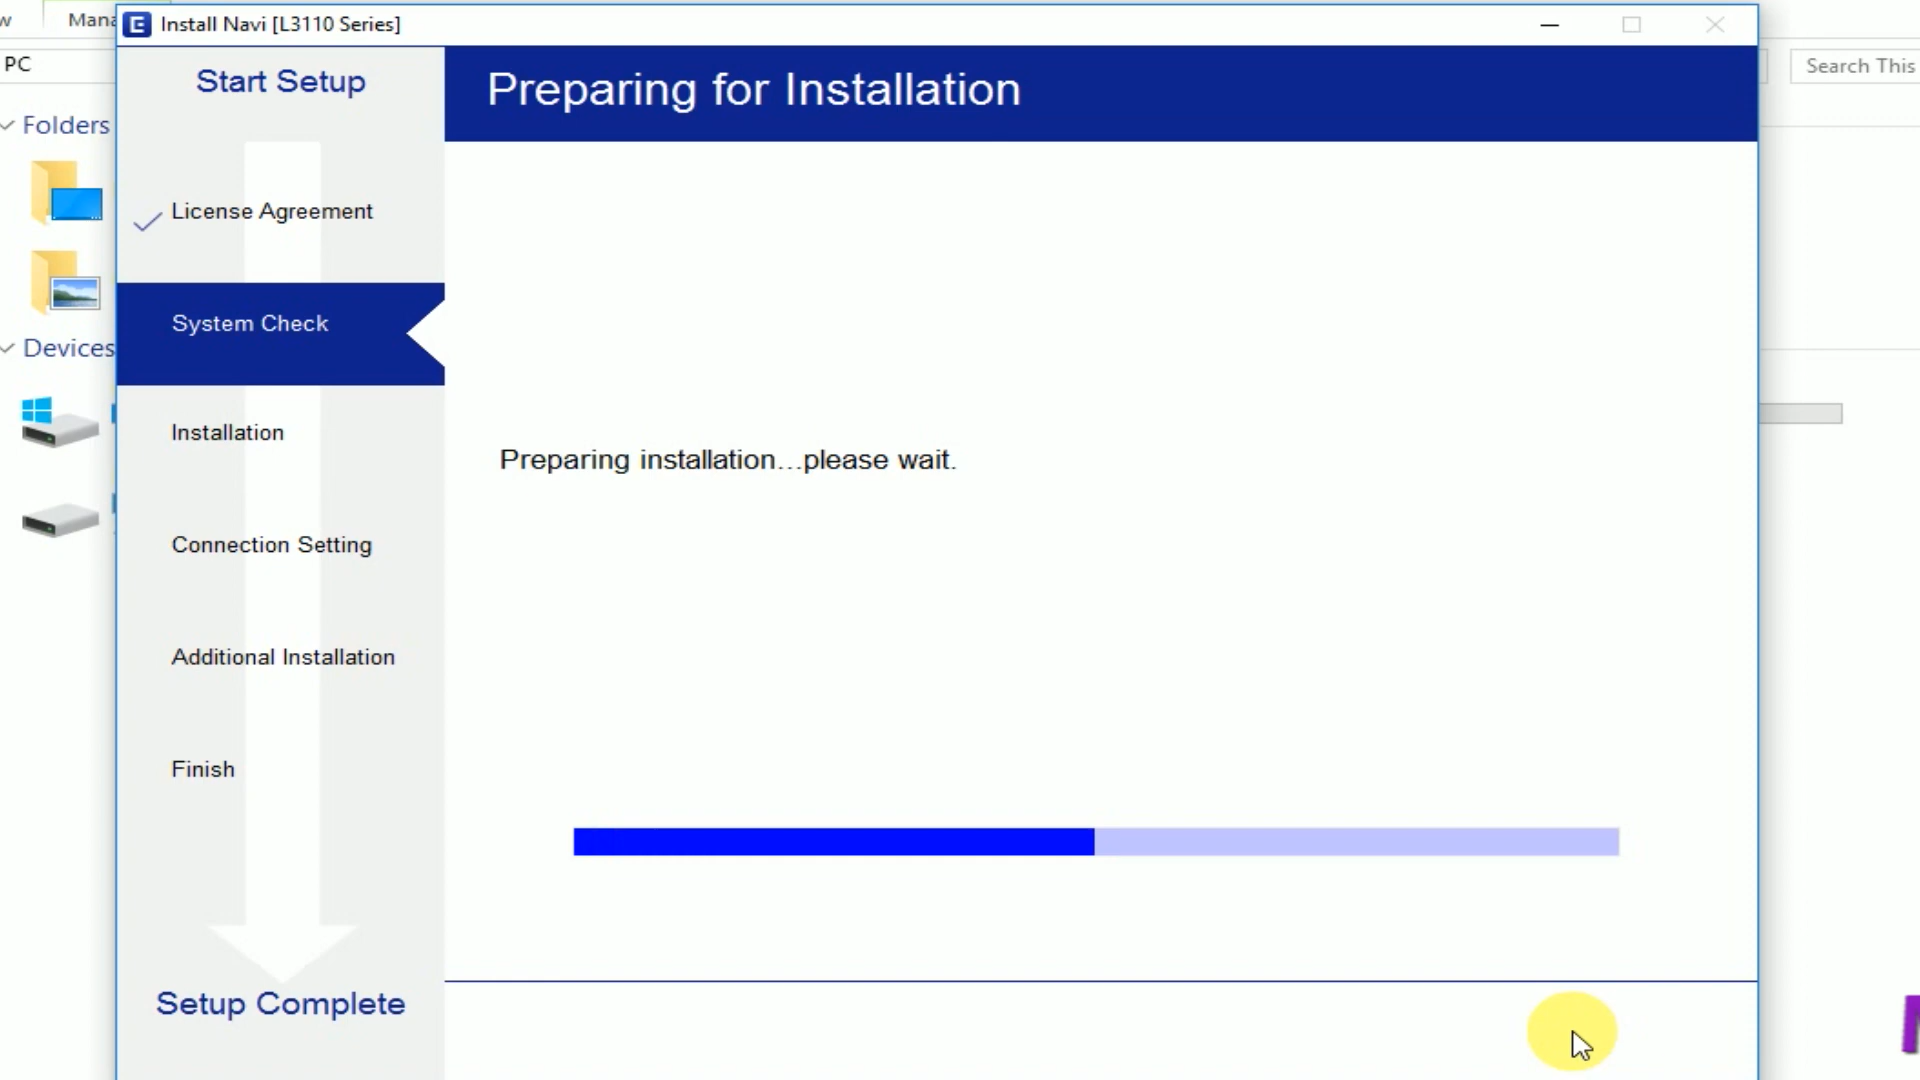 Install Navi [L3110 Series]
PC
Search This
Folders
Devices
Start Setup
License Agreement
System Check
Installation
Connection Setting
Additional Installation
Finish
Setup Complete
Preparing for Installation
Preparing installation...please wait.